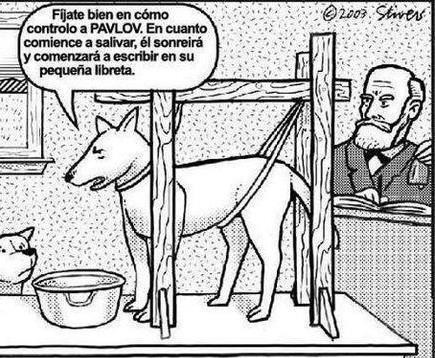 Fíjate bien en cómo
controlo a PAVLOV. En cuanto
comience a salivar, él sonreirá
y comenzará a escribir en su
pequeña libreta.
©2003 Stivers